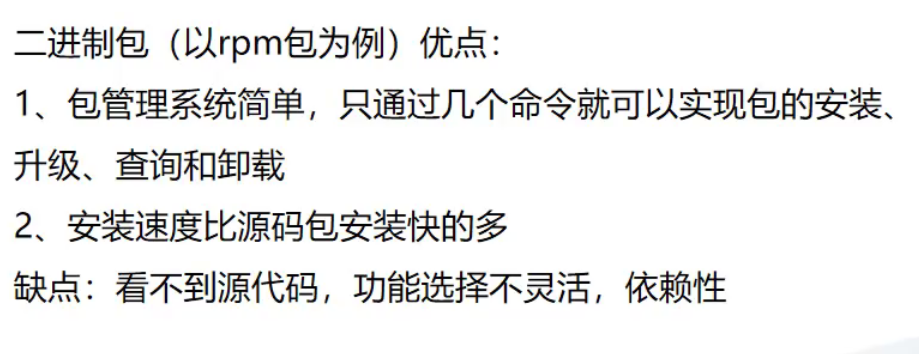 二进制包（以rpm包为例）优点：
1、包管理系统简单，只通过几个命令就可以实现包的安装、
升级、查询和卸载
2、安装速度比源码包安装快的多
缺点：看不到源代码，功能选择不灵活，依赖性